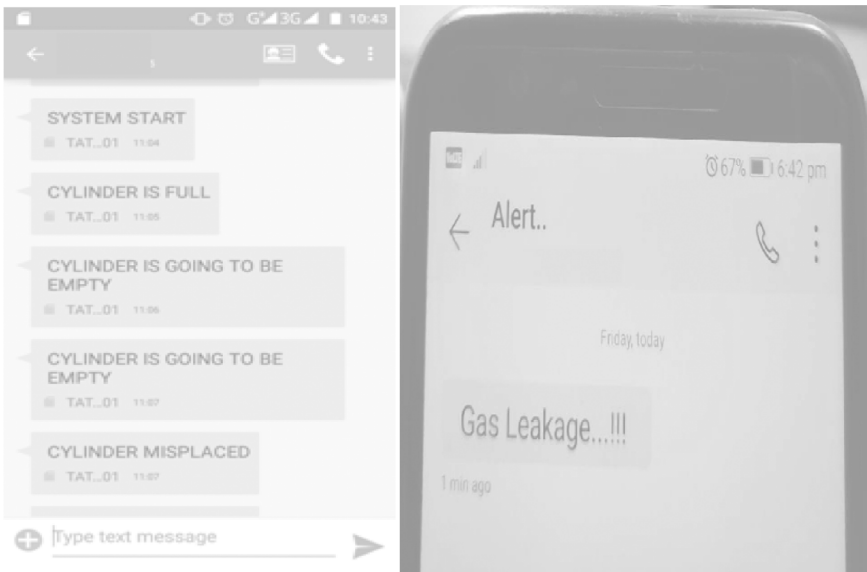 G 3G 10:43
SYSTEM START
TAT...01 11:04
CYLINDER IS FULL
TAT...01 11:05
CYLINDER IS GOING TO BE
EMPTY
TAT...01 11:06
CYLINDER IS GOING TO BE
EMPTY
TAT...01 11:07
CYLINDER MISPLACED
TAT...01 11:07
Type text message
67% 6:42 pm
Alert..
Friday, today
Gas Leakage...!!!
1 min ago